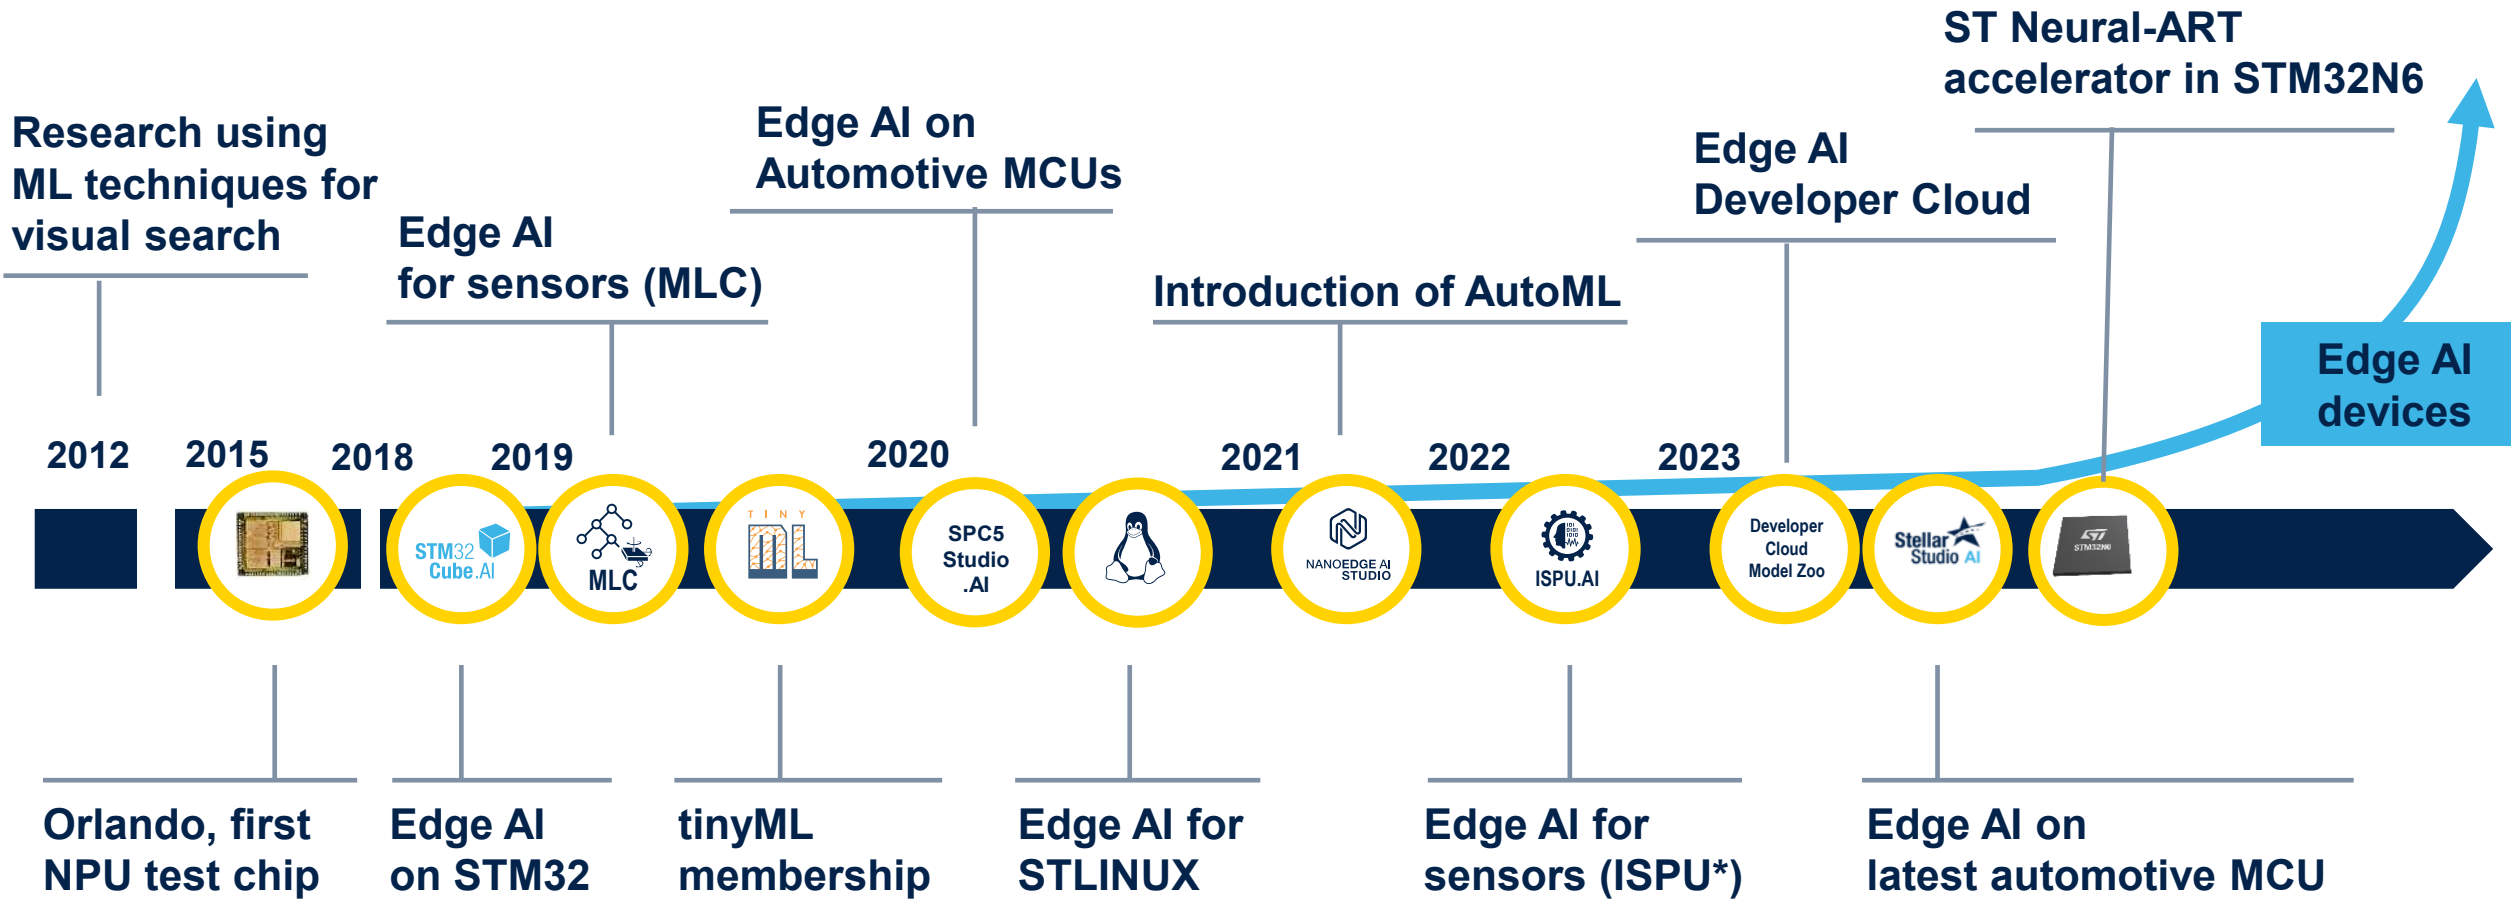 ST Neural-ART
accelerator in STM32N6
Research using
ML techniques for
visual search
Edge AI
for sensors (MLC)
Edge AI on
Automotive MCUs
Introduction of AutoML
Edge AI
Developer Cloud
Edge AI
devices
2012
2015
2018
2019
2020
2021
2022
2023
STM32
Cube.AI
MLC
TINY
ML
SPC5
Studio
.AI
NANOEDGE AI
STUDIO
ISPU.AI
Developer
Cloud
Model Zoo
Stellar
Studio AI
ST
STM32N6
Orlando, first
NPU test chip
Edge AI
on STM32
tinyML
membership
Edge AI for
STLINUX
Edge AI for
sensors (ISPU*)
Edge AI on
latest automotive MCU